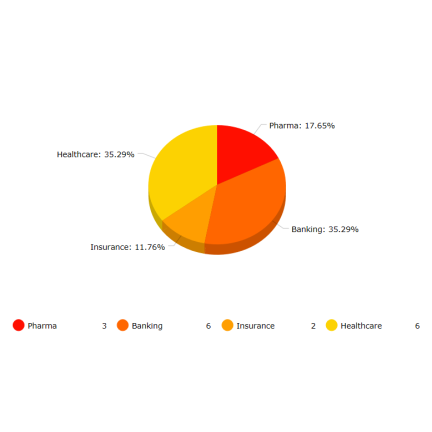 Pharma: 17.65%
Healthcare: 35.29%
Banking: 35.29%
Insurance: 11.76%
Pharma 3 Banking 6 Insurance 2 Healthcare 6